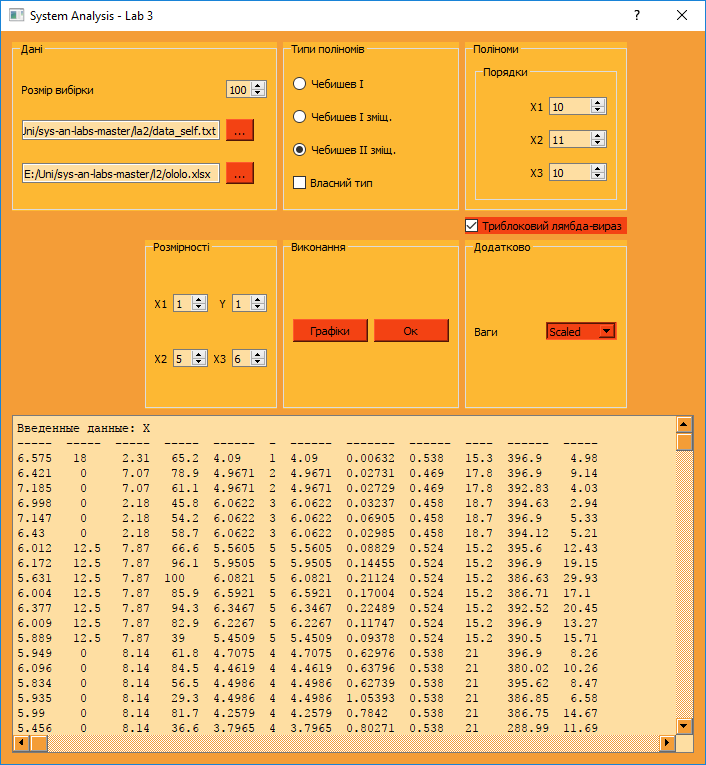 System Analysis - Lab 3
Дані
Розмір вибірки 100
Jni/sys-an-labs-master/la2/data_self.txt ...
E:/Uni/sys-an-labs-master/l2/ololo.xlsx ...
Типи поліномів
Чебишев I
Чебишев I зміщ.
Чебишев II зміщ.
Власний тип
Поліноми
Порядки
X1 10
X2 11
X3 10
Триблоковий лямбда-вираз
Розмірності
X1 1 Y 1
X2 5 X3 6
Виконання
Графіки Ок
Додатково
Ваги Scaled
Введенные данные: X
----- ----- ----- ----- ------ - ------ ------- ------ ---- ------ -----
6.575 18 2.31 65.2 4.09 1 4.09 0.00632 0.538 15.3 396.9 4.98
6.421 0 7.07 78.9 4.9671 2 4.9671 0.02731 0.469 17.8 396.9 9.14
7.185 0 7.07 61.1 4.9671 2 4.9671 0.02729 0.469 17.8 392.83 4.03
6.998 0 2.18 45.8 6.0622 3 6.0622 0.03237 0.458 18.7 394.63 2.94
7.147 0 2.18 54.2 6.0622 3 6.0622 0.06905 0.458 18.7 396.9 5.33
6.43 0 2.18 58.7 6.0622 3 6.0622 0.02985 0.458 18.7 394.12 5.21
6.012 12.5 7.87 66.6 5.5605 5 5.5605 0.08829 0.524 15.2 395.6 12.43
6.172 12.5 7.87 96.1 5.9505 5 5.9505 0.14455 0.524 15.2 396.9 19.15
5.631 12.5 7.87 100 6.0821 5 6.0821 0.21124 0.524 15.2 386.63 29.93
6.004 12.5 7.87 85.9 6.5921 5 6.5921 0.17004 0.524 15.2 386.71 17.1
6.377 12.5 7.87 94.3 6.3467 5 6.3467 0.22489 0.524 15.2 392.52 20.45
6.009 12.5 7.87 82.9 6.2267 5 6.2267 0.11747 0.524 15.2 396.9 13.27
5.889 12.5 7.87 39 5.4509 5 5.4509 0.09378 0.524 15.2 390.5 15.71
5.949 0 8.14 61.8 4.7075 4 4.7075 0.62976 0.538 21 396.9 8.26
6.096 0 8.14 84.5 4.4619 4 4.4619 0.63796 0.538 21 380.02 10.26
5.834 0 8.14 56.5 4.4986 4 4.4986 0.62739 0.538 21 395.62 8.47
5.935 0 8.14 29.3 4.4986 4 4.4986 1.05393 0.538 21 386.85 6.58
5.99 0 8.14 81.7 4.2579 4 4.2579 0.7842 0.538 21 386.75 14.67
5.456 0 8.14 36.6 3.7965 4 3.7965 0.80271 0.538 21 288.99 11.69